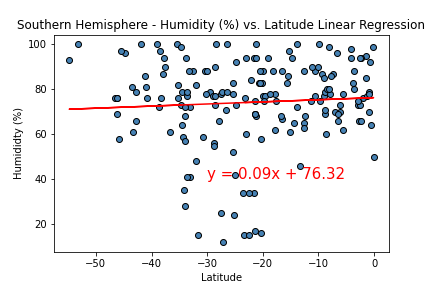 Southern Hemisphere - Humidity (%) vs. Latitude Linear Regression
100
80
60
40
20
Humididty (%)
y = 0.09x + 76.32
−50
−40
−30
−20
−10
0
Latitude